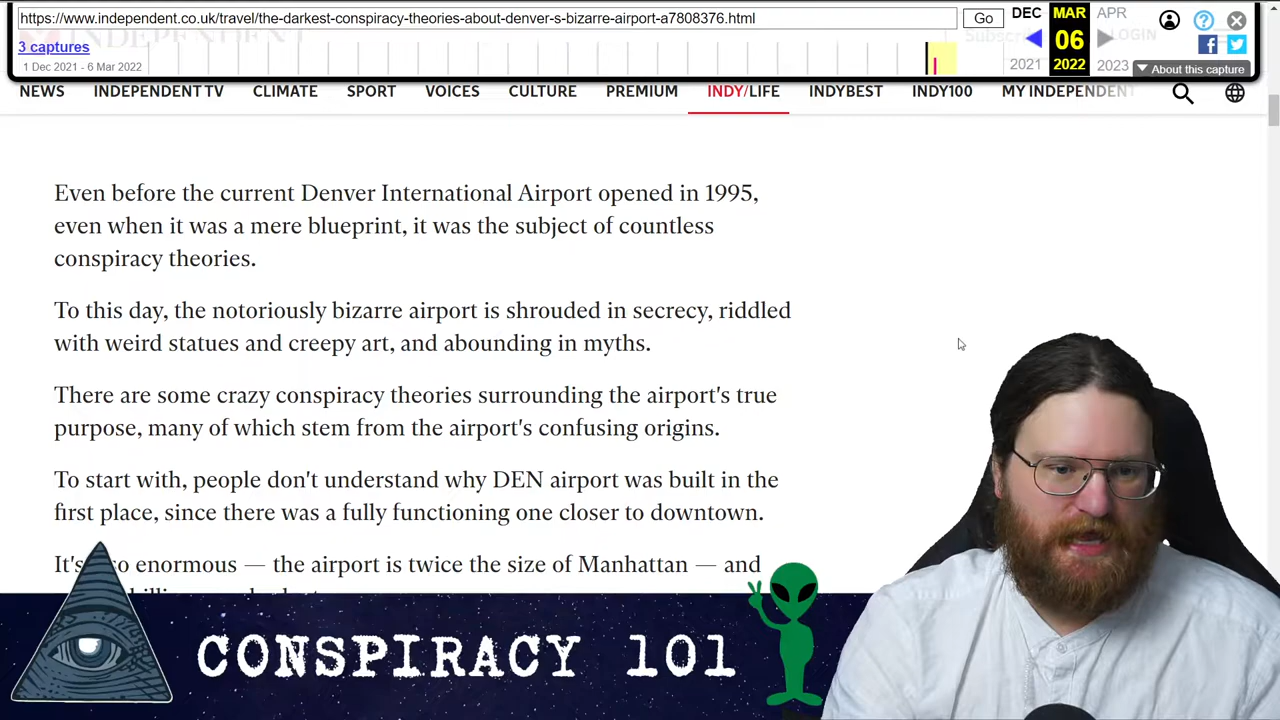 https://www.independent.co.uk/travel/the-darkest-conspiracy-theories-about-denver-s-bizarre-airport-a7808376.html
Go
DEC MAR APR
3 captures
06
LOGIN
1 Dec 2021 - 6 Mar 2022
2021 2022 2023
About this capture
NEWS INDEPENDENT TV CLIMATE SPORT VOICES CULTURE PREMIUM INDY/LIFE INDYBEST INDY100 MY INDEPENDENT
Even before the current Denver International Airport opened in 1995,
even when it was a mere blueprint, it was the subject of countless
conspiracy theories.
To this day, the notoriously bizarre airport is shrouded in secrecy, riddled
with weird statues and creepy art, and abounding in myths.
There are some crazy conspiracy theories surrounding the airport's true
purpose, many of which stem from the airport's confusing origins.
To start with, people don't understand why DEN airport was built in the
first place, since there was a fully functioning one closer to downtown.
It's enormous — the airport is twice the size of Manhattan — and
CONSPIRACY 101